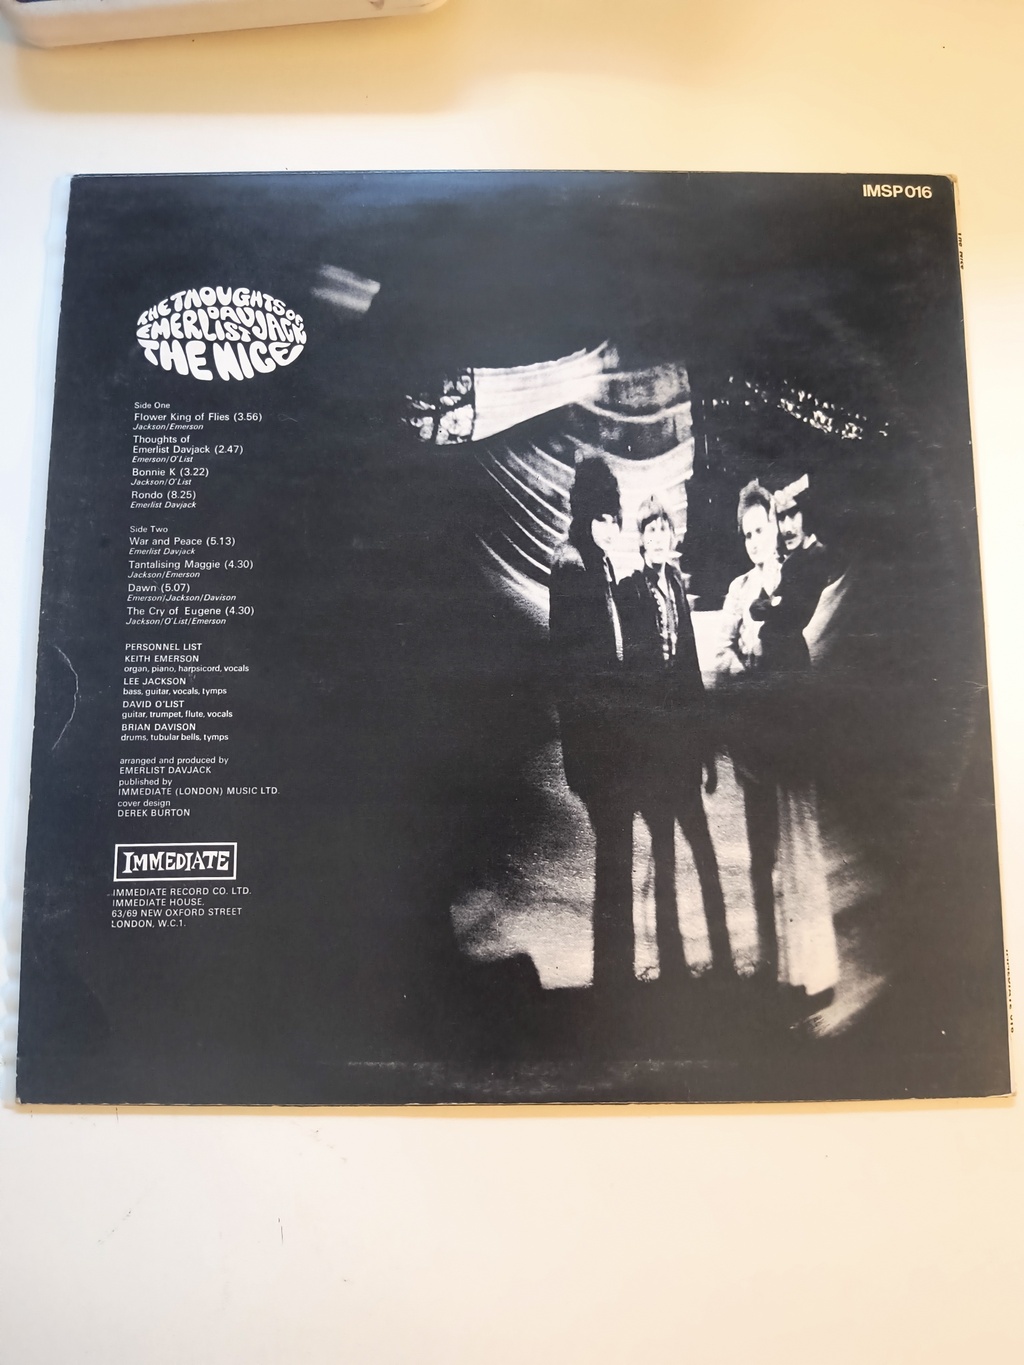 IMSP 016
THE THOUGHTS OF
EMERLIST DAVJACK
THE NICE
Side One
Flower King of Flies (3.56)
Jackson/Emerson
Thoughts of
Emerlist Davjack (2.47)
Emerson/O'List
Bonnie K (3.22)
Jackson/O'List
Rondo (8.25)
Emerlist Davjack
Side Two
War and Peace (5.13)
Emerlist Davjack
Tantalising Maggie (4.30)
Jackson/Emerson
Dawn (5.07)
Emerson/Jackson/Davison
The Cry of Eugene (4.30)
Jackson/O'List/Emerson
PERSONNEL LIST
KEITH EMERSON
organ, piano, harpsicord, vocals
LEE JACKSON
bass, guitar, vocals, tymps
DAVID O'LIST
guitar, trumpet, flute, vocals
BRIAN DAVISON
drums, tubular bells, tymps
arranged and produced by
EMERLIST DAVJACK
published by
IMMEDIATE (LONDON) MUSIC LTD.
cover design
DEREK BURTON
IMMEDIATE
IMMEDIATE RECORD CO. LTD.
IMMEDIATE HOUSE.
63/69 NEW OXFORD STREET
LONDON, W.C.1.